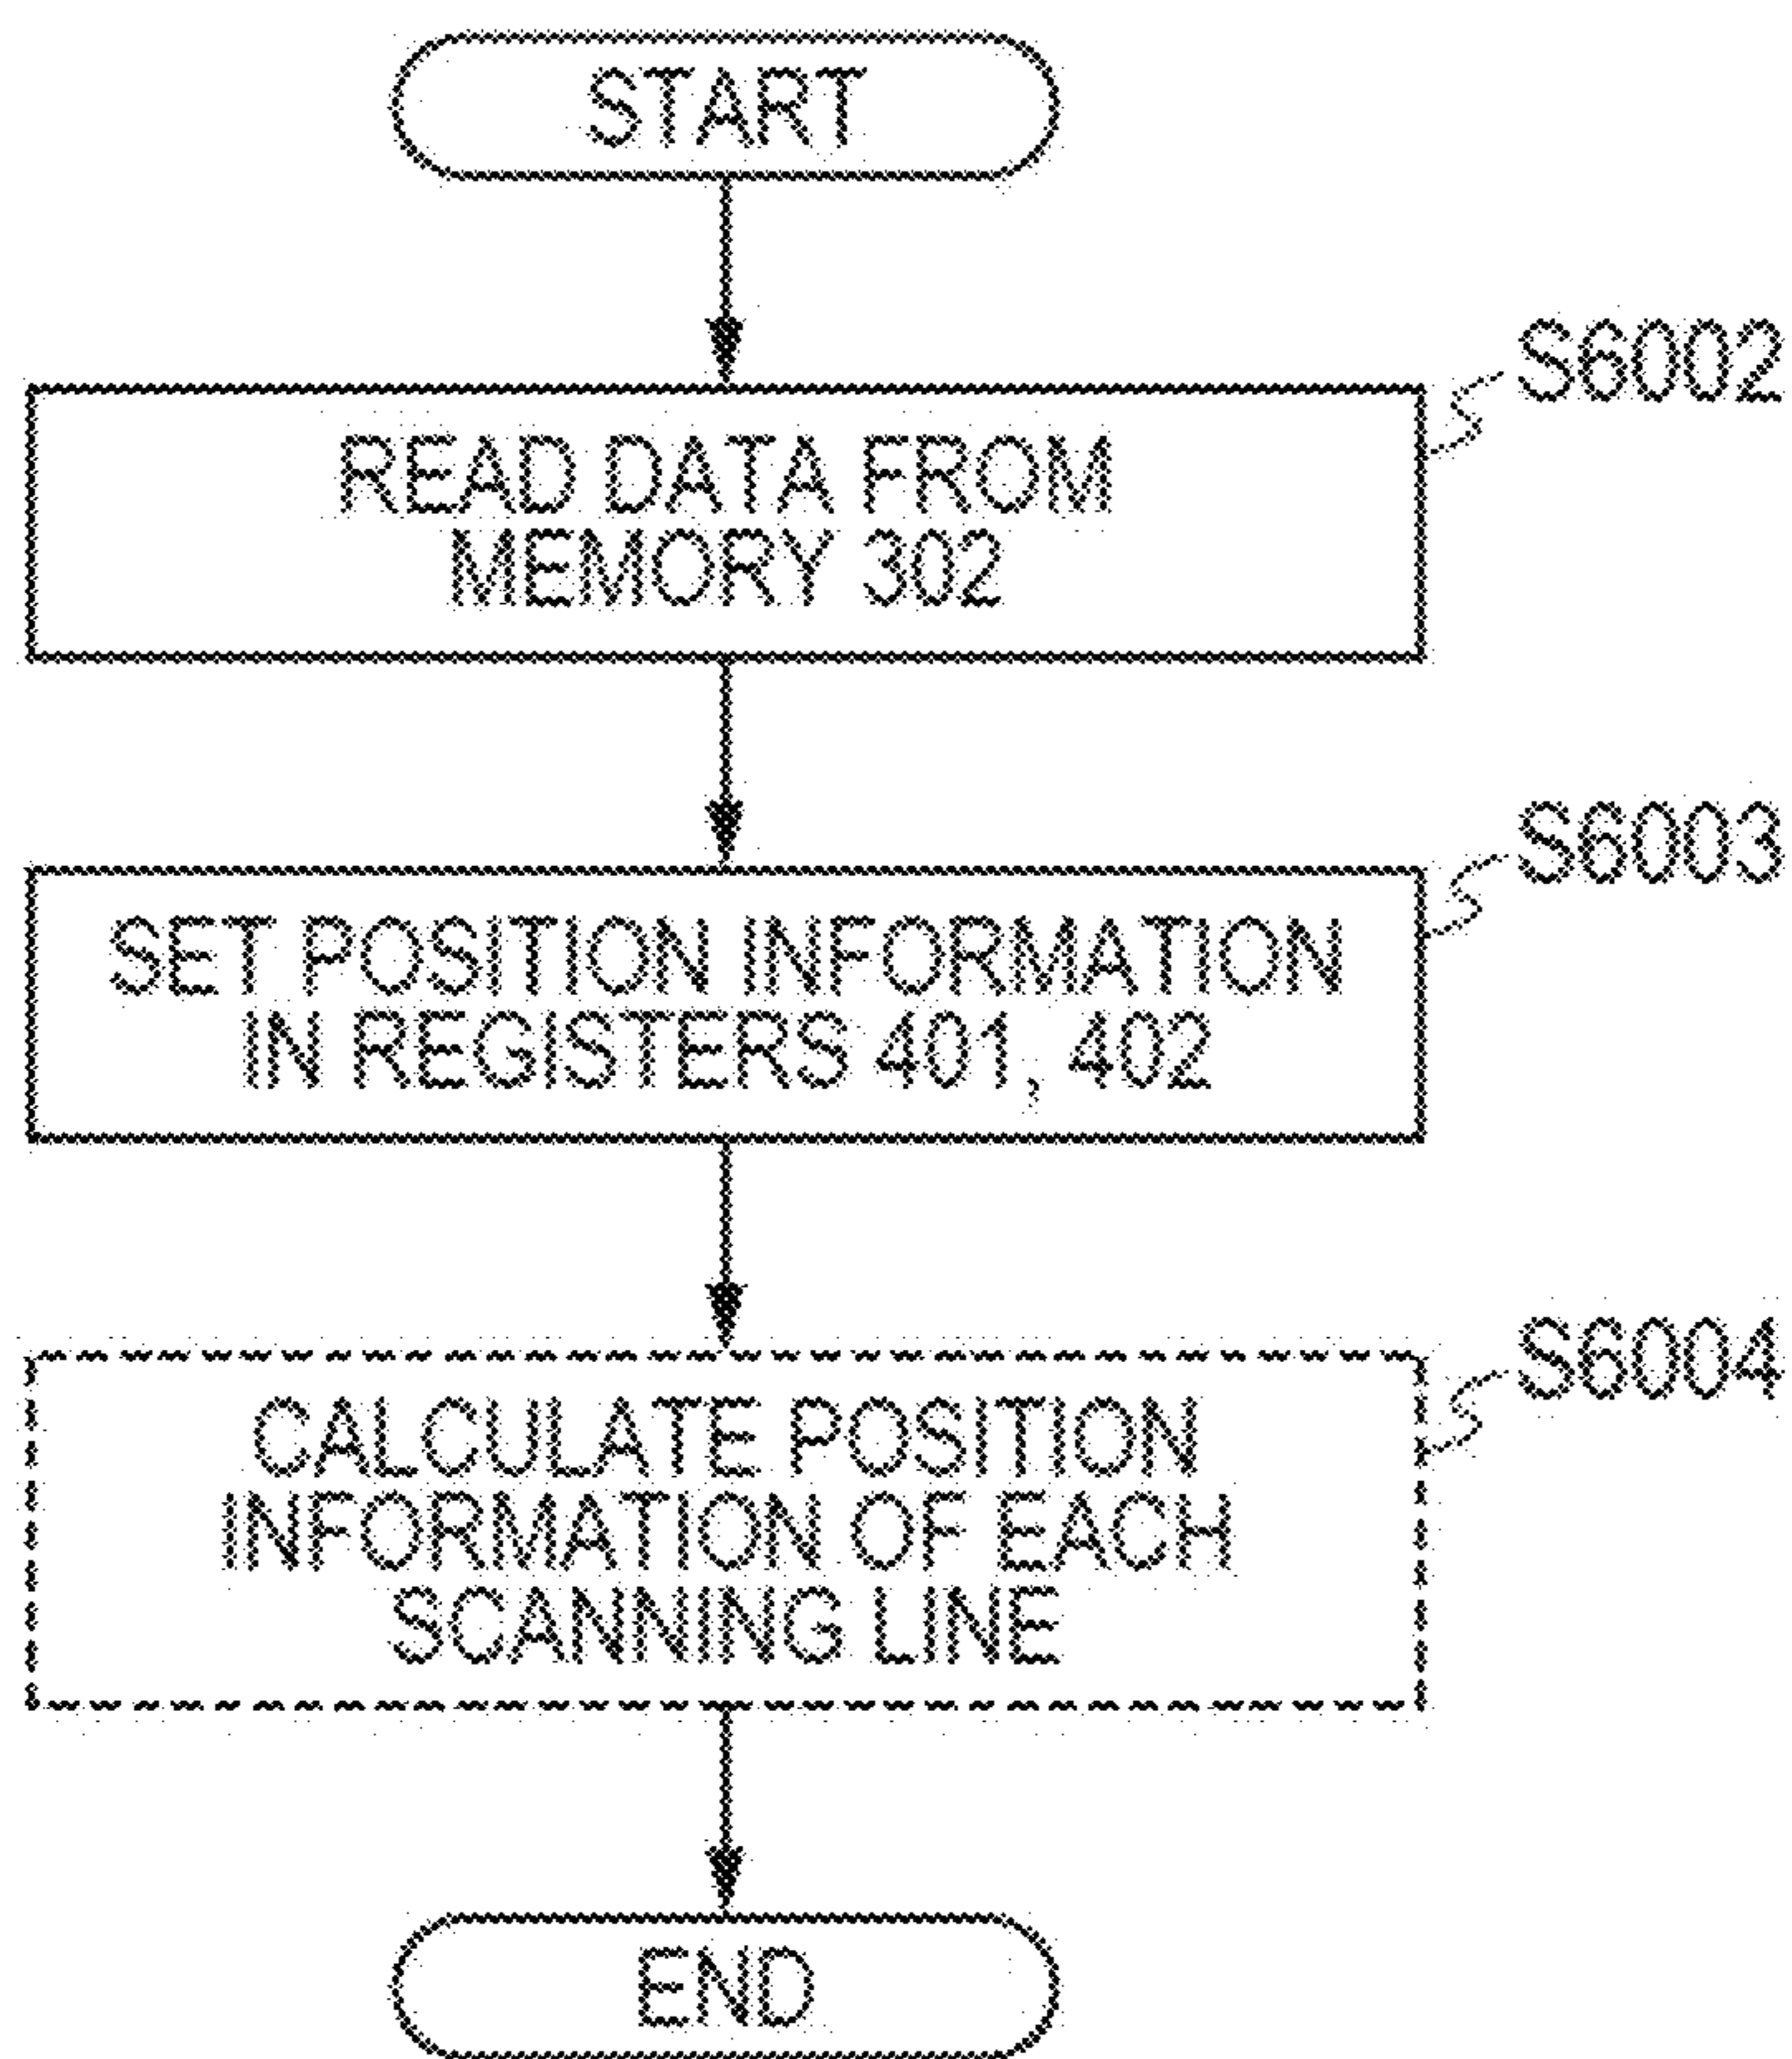 START
S6002
READ DATA FROM
MEMORY 302
S6003
SET POSITION INFORMATION
IN REGISTERS 401, 402
S6004
CALCULATE POSITION
INFORMATION OF EACH
SCANNING LINE
END